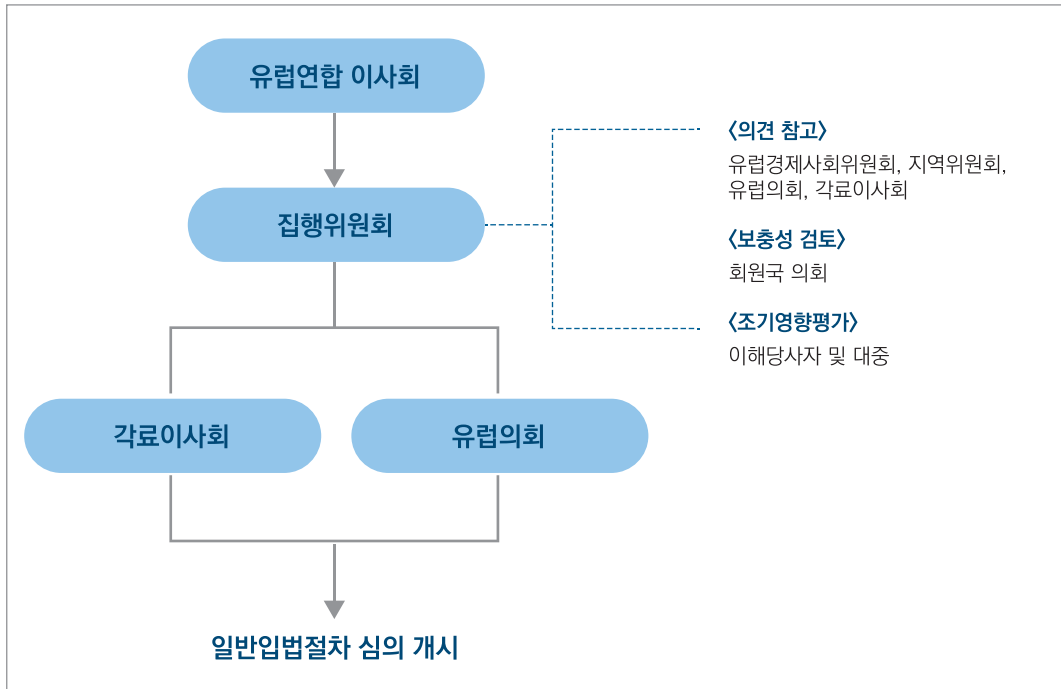 유럽연합 이사회
집행위원회
〈의견 참고〉
유럽경제사회위원회, 지역위원회,
유럽의회, 각료이사회
〈보충성 검토〉
회원국 의회
〈조기영향평가〉
이해당사자 및 대중
각료이사회
유럽의회
일반입법절차 심의 개시